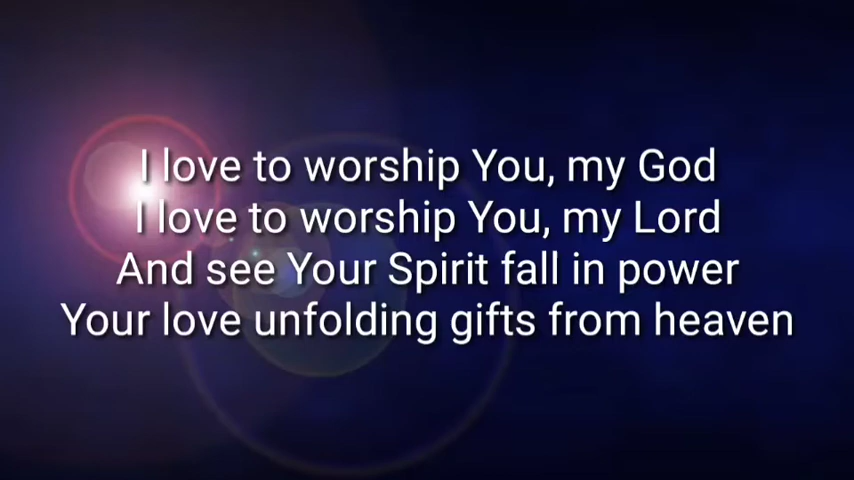 I love to worship You, my God
I love to worship You, my Lord
And see Your Spirit fall in power
Your love unfolding gifts from heaven